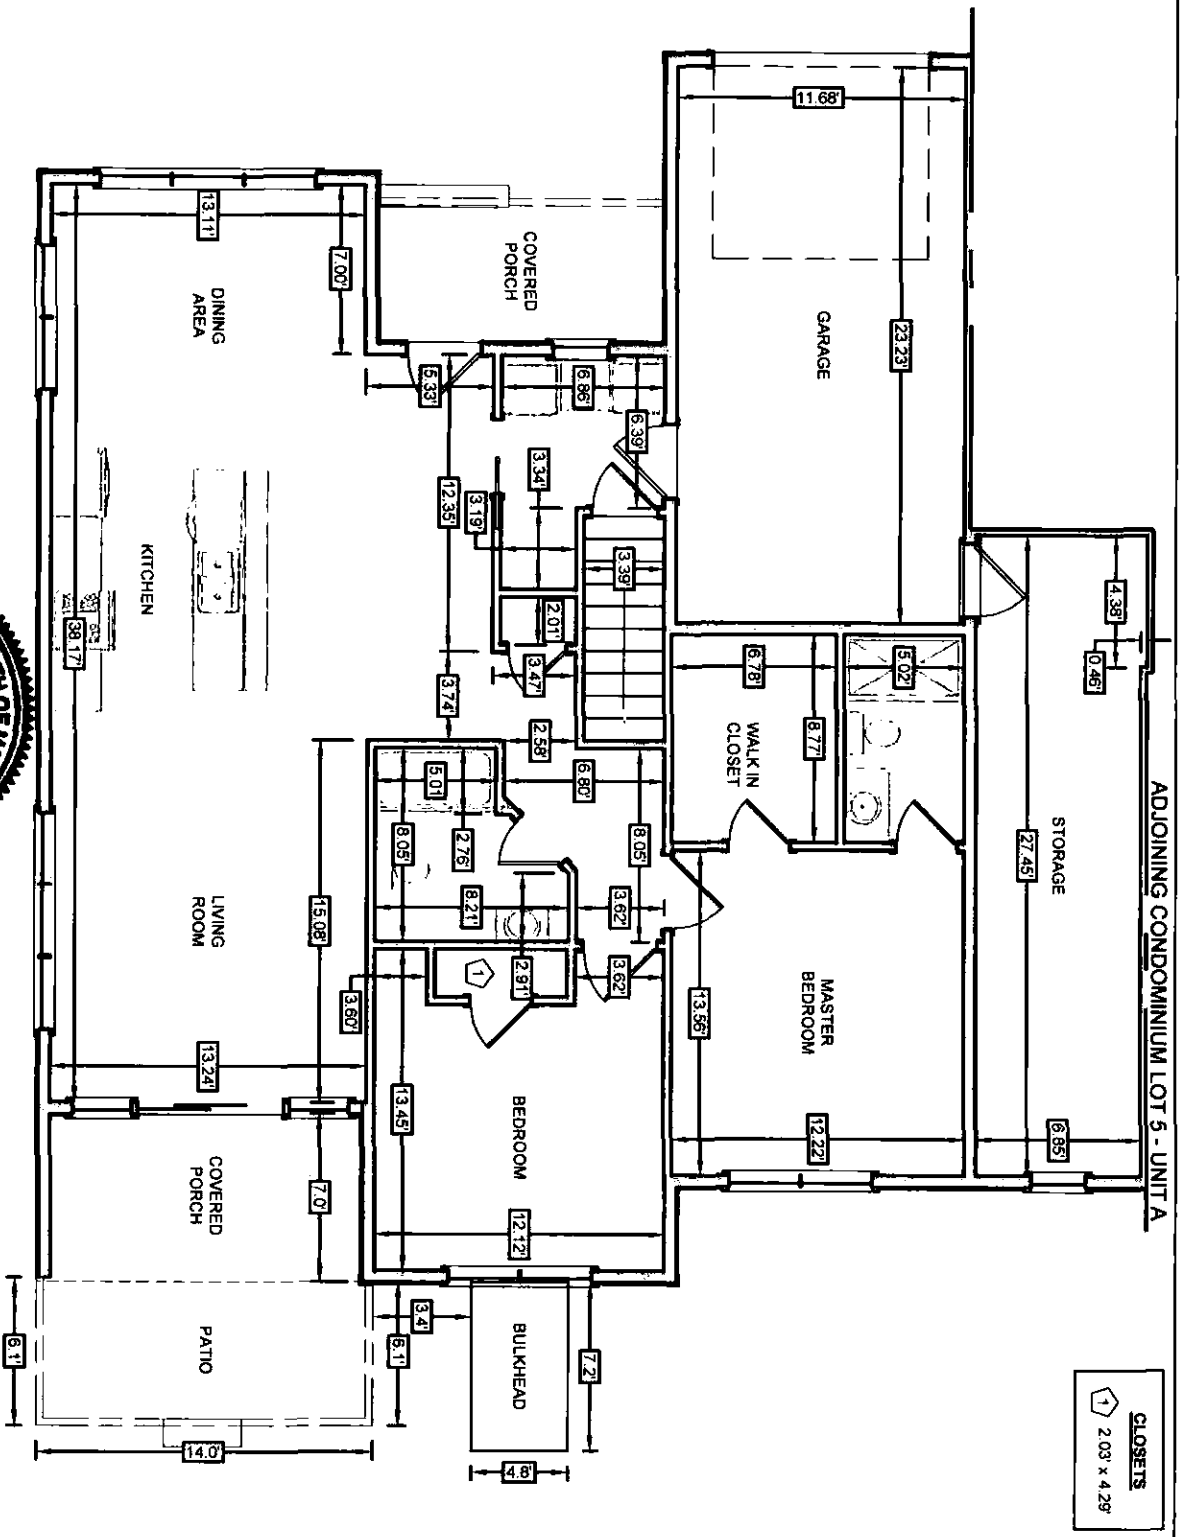 ADJOINING CONDOMINIUM LOT 5 - UNIT A
CLOSETS
1 2.03' x 4.29'
STORAGE
4.38'
0.46'
27.45'
6.85'
GARAGE
11.68'
23.23'
5.02'
WALK IN
CLOSET
6.78'
8.77'
MASTER
BEDROOM
13.56'
12.22'
COVERED
PORCH
6.86'
6.39'
5.33'
3.34'
3.19'
12.35'
3.39'
2.01'
3.47'
3.74'
2.58'
6.80'
8.05'
5.01
2.76'
8.05'
8.21'
3.62'
3.62'
2.91'
1
3.60'
BEDROOM
13.45'
12.12'
BULKHEAD
7.2'
4.8'
3.4'
6.1'
DINING
AREA
13.11'
7.00'
KITCHEN
38.17'
LIVING
ROOM
15.08'
13.24'
COVERED
PORCH
7.0'
PATIO
14.0'
6.1'